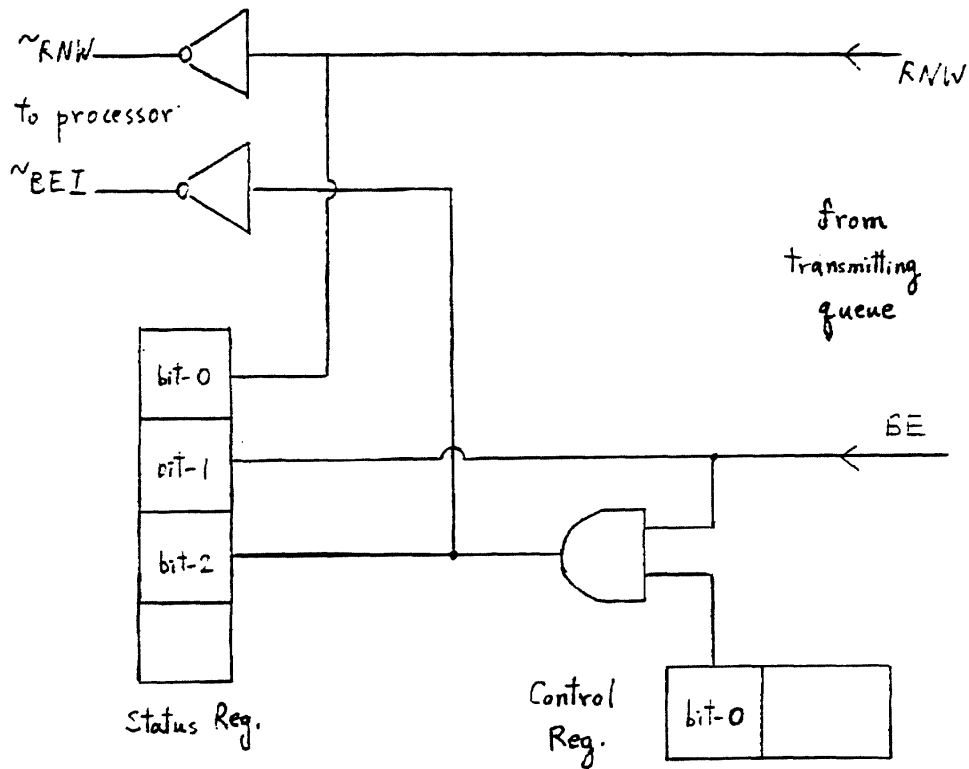 ~RNW
RNW
to processor
~BEI
from
transmitting
queue
bit-0
BE
bit-1
bit-2
Control
Reg.
bit-0
Status Reg.